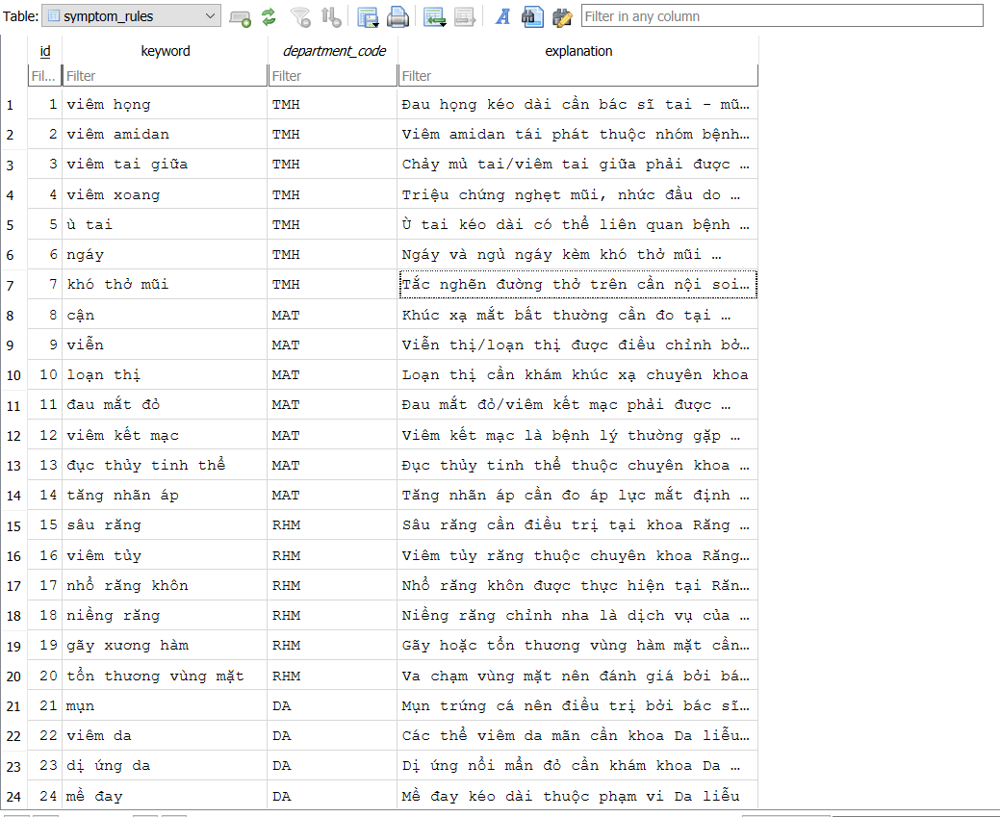 Table: symptom_rules Filter in any column
id keyword department_code explanation
Fil... Filter Filter Filter
1 1 viêm họng TMH Đau họng kéo dài cần bác sĩ tai - mũ…
2 2 viêm amidan TMH Viêm amidan tái phát thuộc nhóm bệnh…
3 3 viêm tai giữa TMH Chảy mủ tai/viêm tai giữa phải được …
4 4 viêm xoang TMH Triệu chứng nghẹt mũi, nhức đầu do …
5 5 ù tai TMH Ù tai kéo dài có thể liên quan bệnh …
6 6 ngáy TMH Ngáy và ngủ ngáy kèm khó thở mũi …
7 7 khó thở mũi TMH Tắc nghẽn đường thở trên cần nội soi…
8 8 cận MAT Khúc xạ mắt bất thường cần đo tại …
9 9 viễn MAT Viễn thị/loạn thị được điều chỉnh bở…
10 10 loạn thị MAT Loạn thị cần khám khúc xạ chuyên khoa
11 11 đau mắt đỏ MAT Đau mắt đỏ/viêm kết mạc phải được …
12 12 viêm kết mạc MAT Viêm kết mạc là bệnh lý thường gặp …
13 13 đục thủy tinh thể MAT Đục thủy tinh thể thuộc chuyên khoa …
14 14 tăng nhãn áp MAT Tăng nhãn áp cần đo áp lực mắt định …
15 15 sâu răng RHM Sâu răng cần điều trị tại khoa Răng …
16 16 viêm tủy RHM Viêm tủy răng thuộc chuyên khoa Răng…
17 17 nhổ răng khôn RHM Nhổ răng khôn được thực hiện tại Răn…
18 18 niềng răng RHM Niềng răng chỉnh nha là dịch vụ của …
19 19 gãy xương hàm RHM Gãy hoặc tổn thương vùng hàm mặt cần…
20 20 tổn thương vùng mặt RHM Va chạm vùng mặt nên đánh giá bởi bá…
21 21 mụn DA Mụn trứng cá nên điều trị bởi bác sĩ…
22 22 viêm da DA Các thể viêm da mãn cần khoa Da liễu…
23 23 dị ứng da DA Dị ứng nổi mẩn đỏ cần khám khoa Da …
24 24 mề đay DA Mề đay kéo dài thuộc phạm vi Da liễu